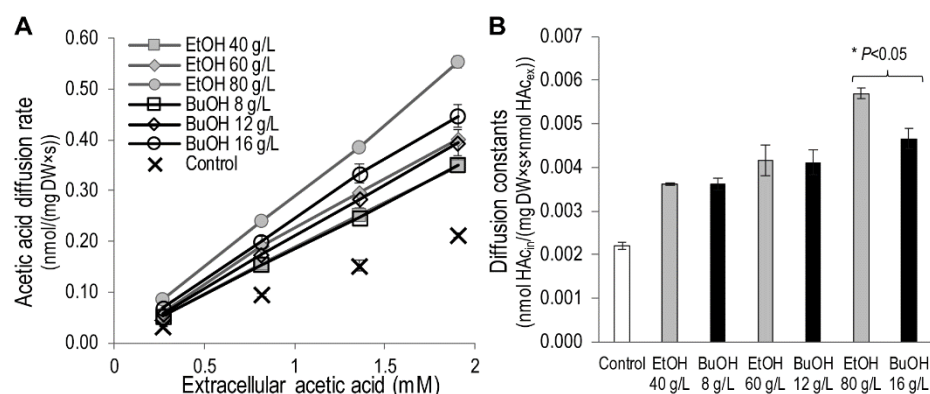 A
Acetic acid diffusion rate
(nmol/(mgDW×s))
0.60
0.50
0.40
0.30
0.20
0.10
0.00
EtOH 40 g/L
EtOH 60 g/L
EtOH 80 g/L
BuOH 8 g/L
BuOH 12 g/L
BuOH 16 g/L
Control
0 0.5 1 1.5 2
Extracellular acetic acid (mM)
B
Diffusion constants
(nmol HAcin/(mgDW×s×nmol HAcex))
0.007
0.006
0.005
0.004
0.003
0.002
0.001
0.000
* P<0.05
Control EtOH BuOH EtOH BuOH EtOH BuOH
40 g/L 8 g/L 60 g/L 12 g/L 80 g/L 16 g/L